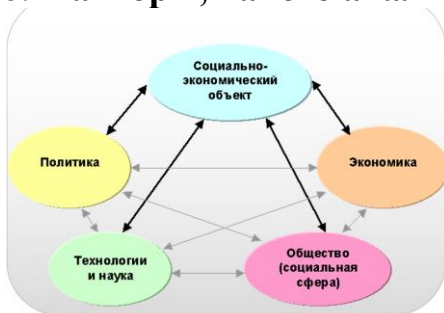 Социально-
экономический
объект
Политика
Экономика
Технологии
и наука
Общество
(социальная
сфера)